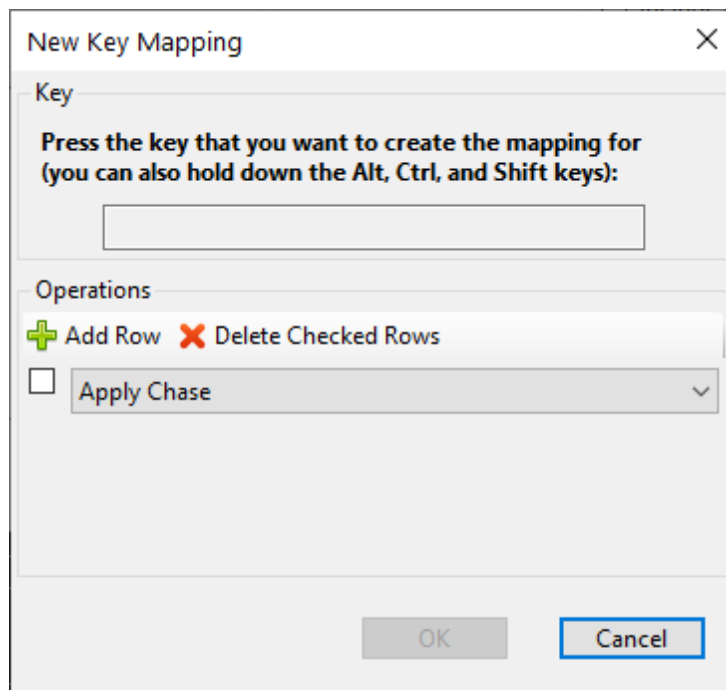 New Key Mapping
Key
Press the key that you want to create the mapping for
(you can also hold down the Alt, Ctrl, and Shift keys):
Operations
Add Row Delete Checked Rows
Apply Chase
OK Cancel